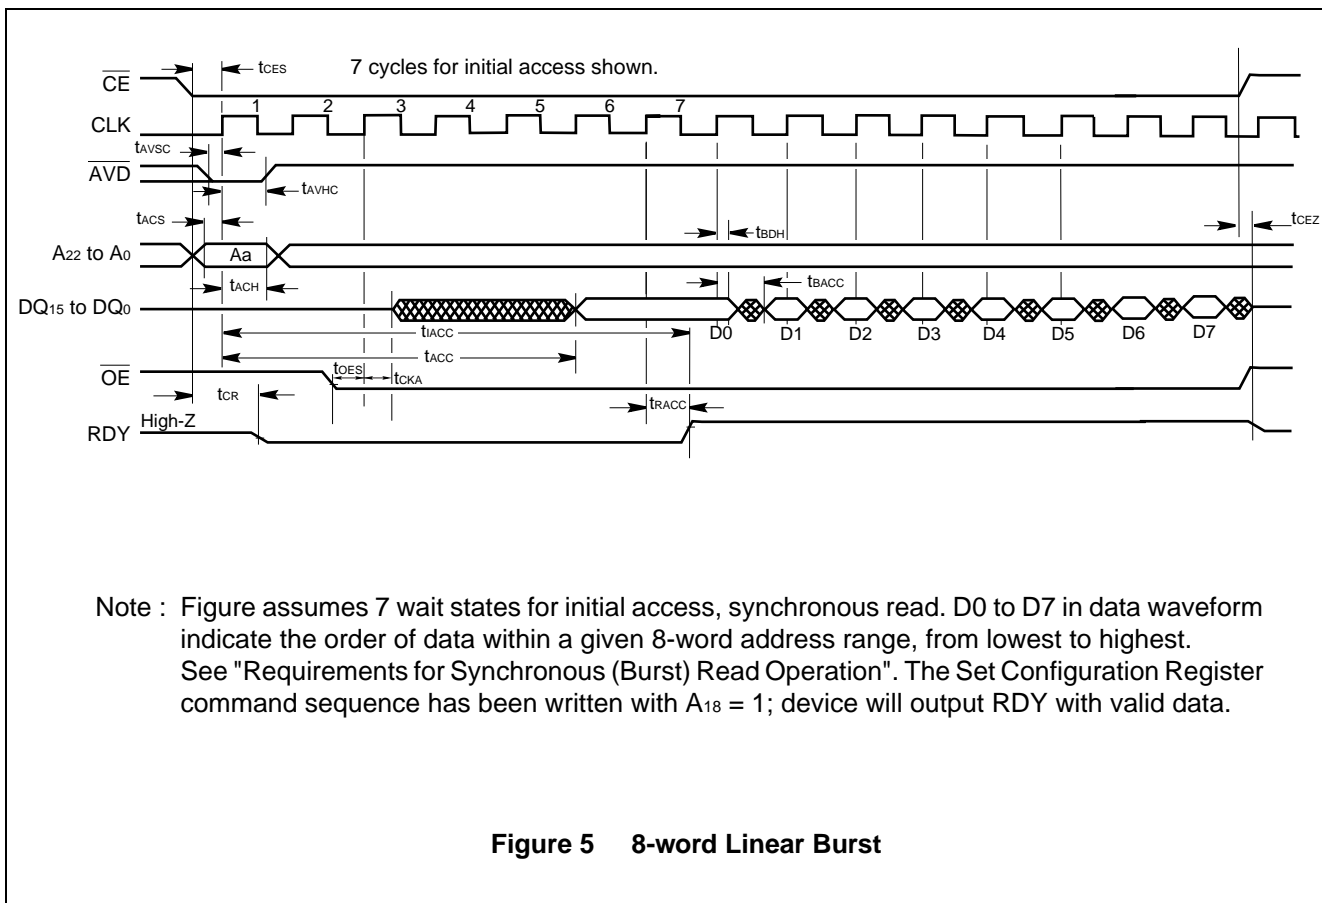 tCES 7 cycles for initial access shown.
CE
1 2 3 4 5 6 7
CLK
tAVSC
AVD
tAVHC
tACS
tBDH
tCEZ
A22 to A0 Aa
tACH
tBACC
DQ15 to DQ0
D0 D1 D2 D3 D4 D5 D6 D7
tIACC
tACC
OE
tOES tCKA
tCR
tRACC
High-Z
RDY
Note : Figure assumes 7 wait states for initial access, synchronous read. D0 to D7 in data waveform
indicate the order of data within a given 8-word address range, from lowest to highest.
See "Requirements for Synchronous (Burst) Read Operation". The Set Configuration Register
command sequence has been written with A18 = 1; device will output RDY with valid data.
Figure 5 8-word Linear Burst